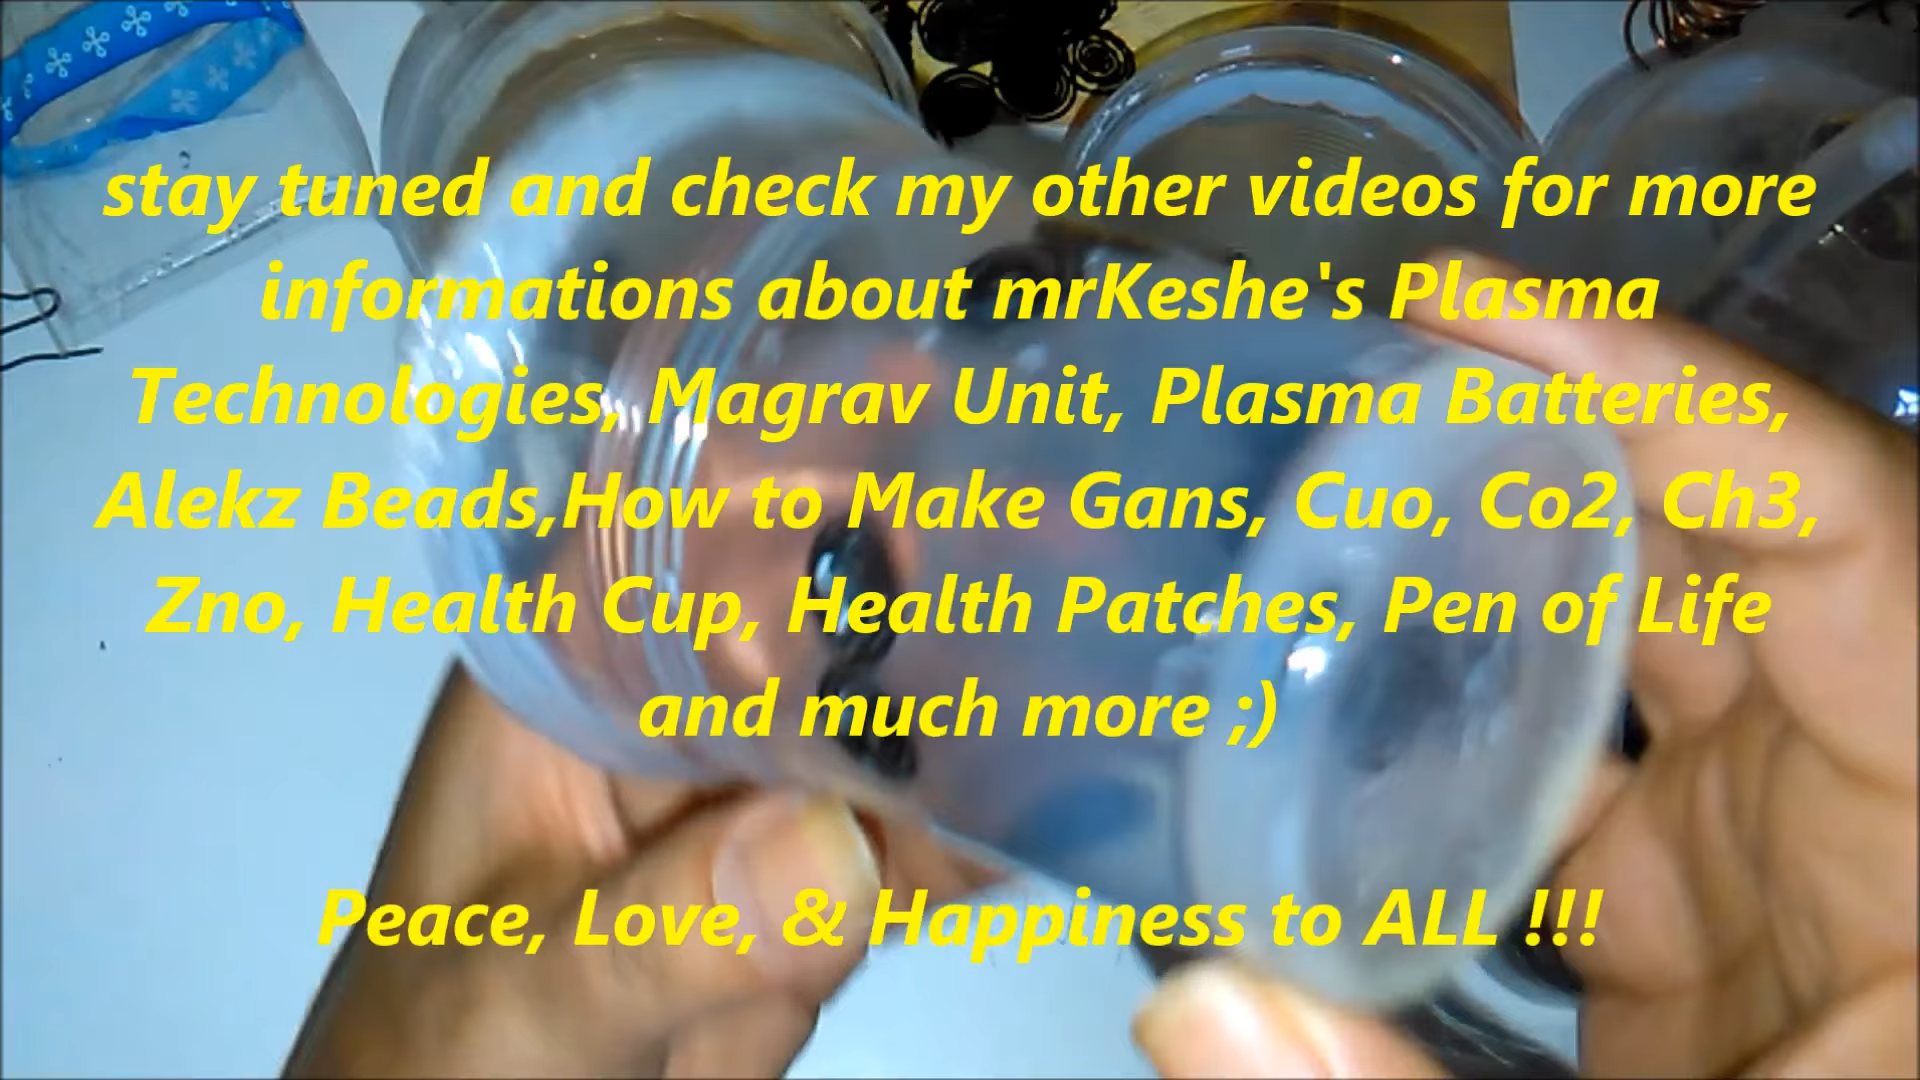 stay tuned and check my other videos for more
informations about mrKeshe's Plasma
Technologies, Magrav Unit, Plasma Batteries,
Alekz Beads,How to Make Gans, Cuo, Co2, Ch3,
Zno, Health Cup, Health Patches, Pen of Life
and much more ;)
Peace, Love, & Happiness to ALL !!!